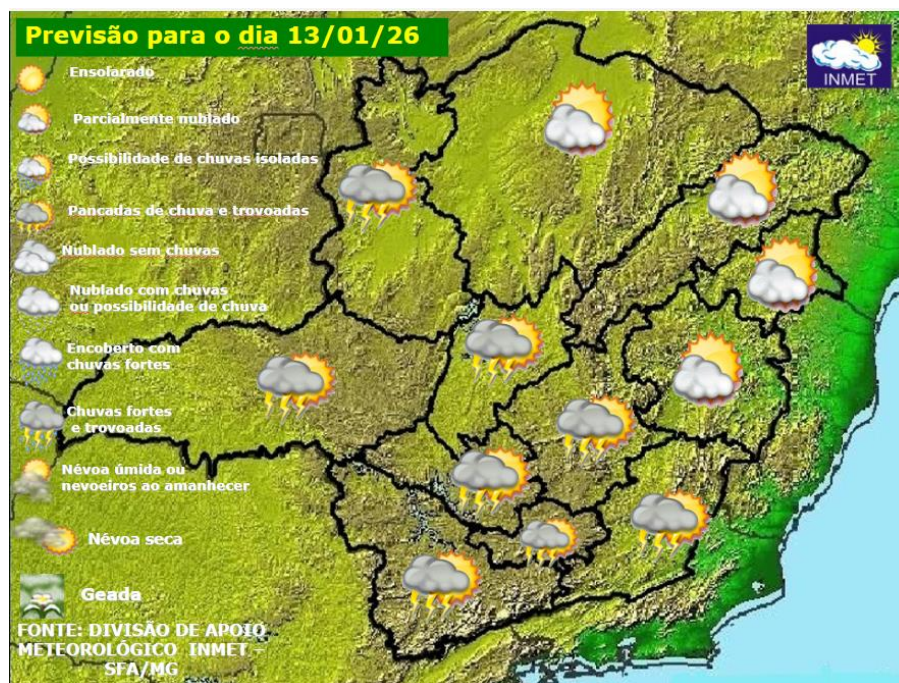 Previsão para o dia 13/01/26
INMET
Ensolarado
Parcialmente nublado
Possibilidade de chuvas isoladas
Pancadas de chuva e trovoadas
Nublado sem chuvas
Nublado com chuvas
ou possibilidade de chuva
Encoberto com
chuvas fortes
Chuvas fortes
e trovoadas
Névoa úmida ou
nevoeiros ao amanhecer
Névoa seca
Geada
FONTE: DIVISÃO DE APOIO
METEOROLÓGICO INMET -
SFA/MG